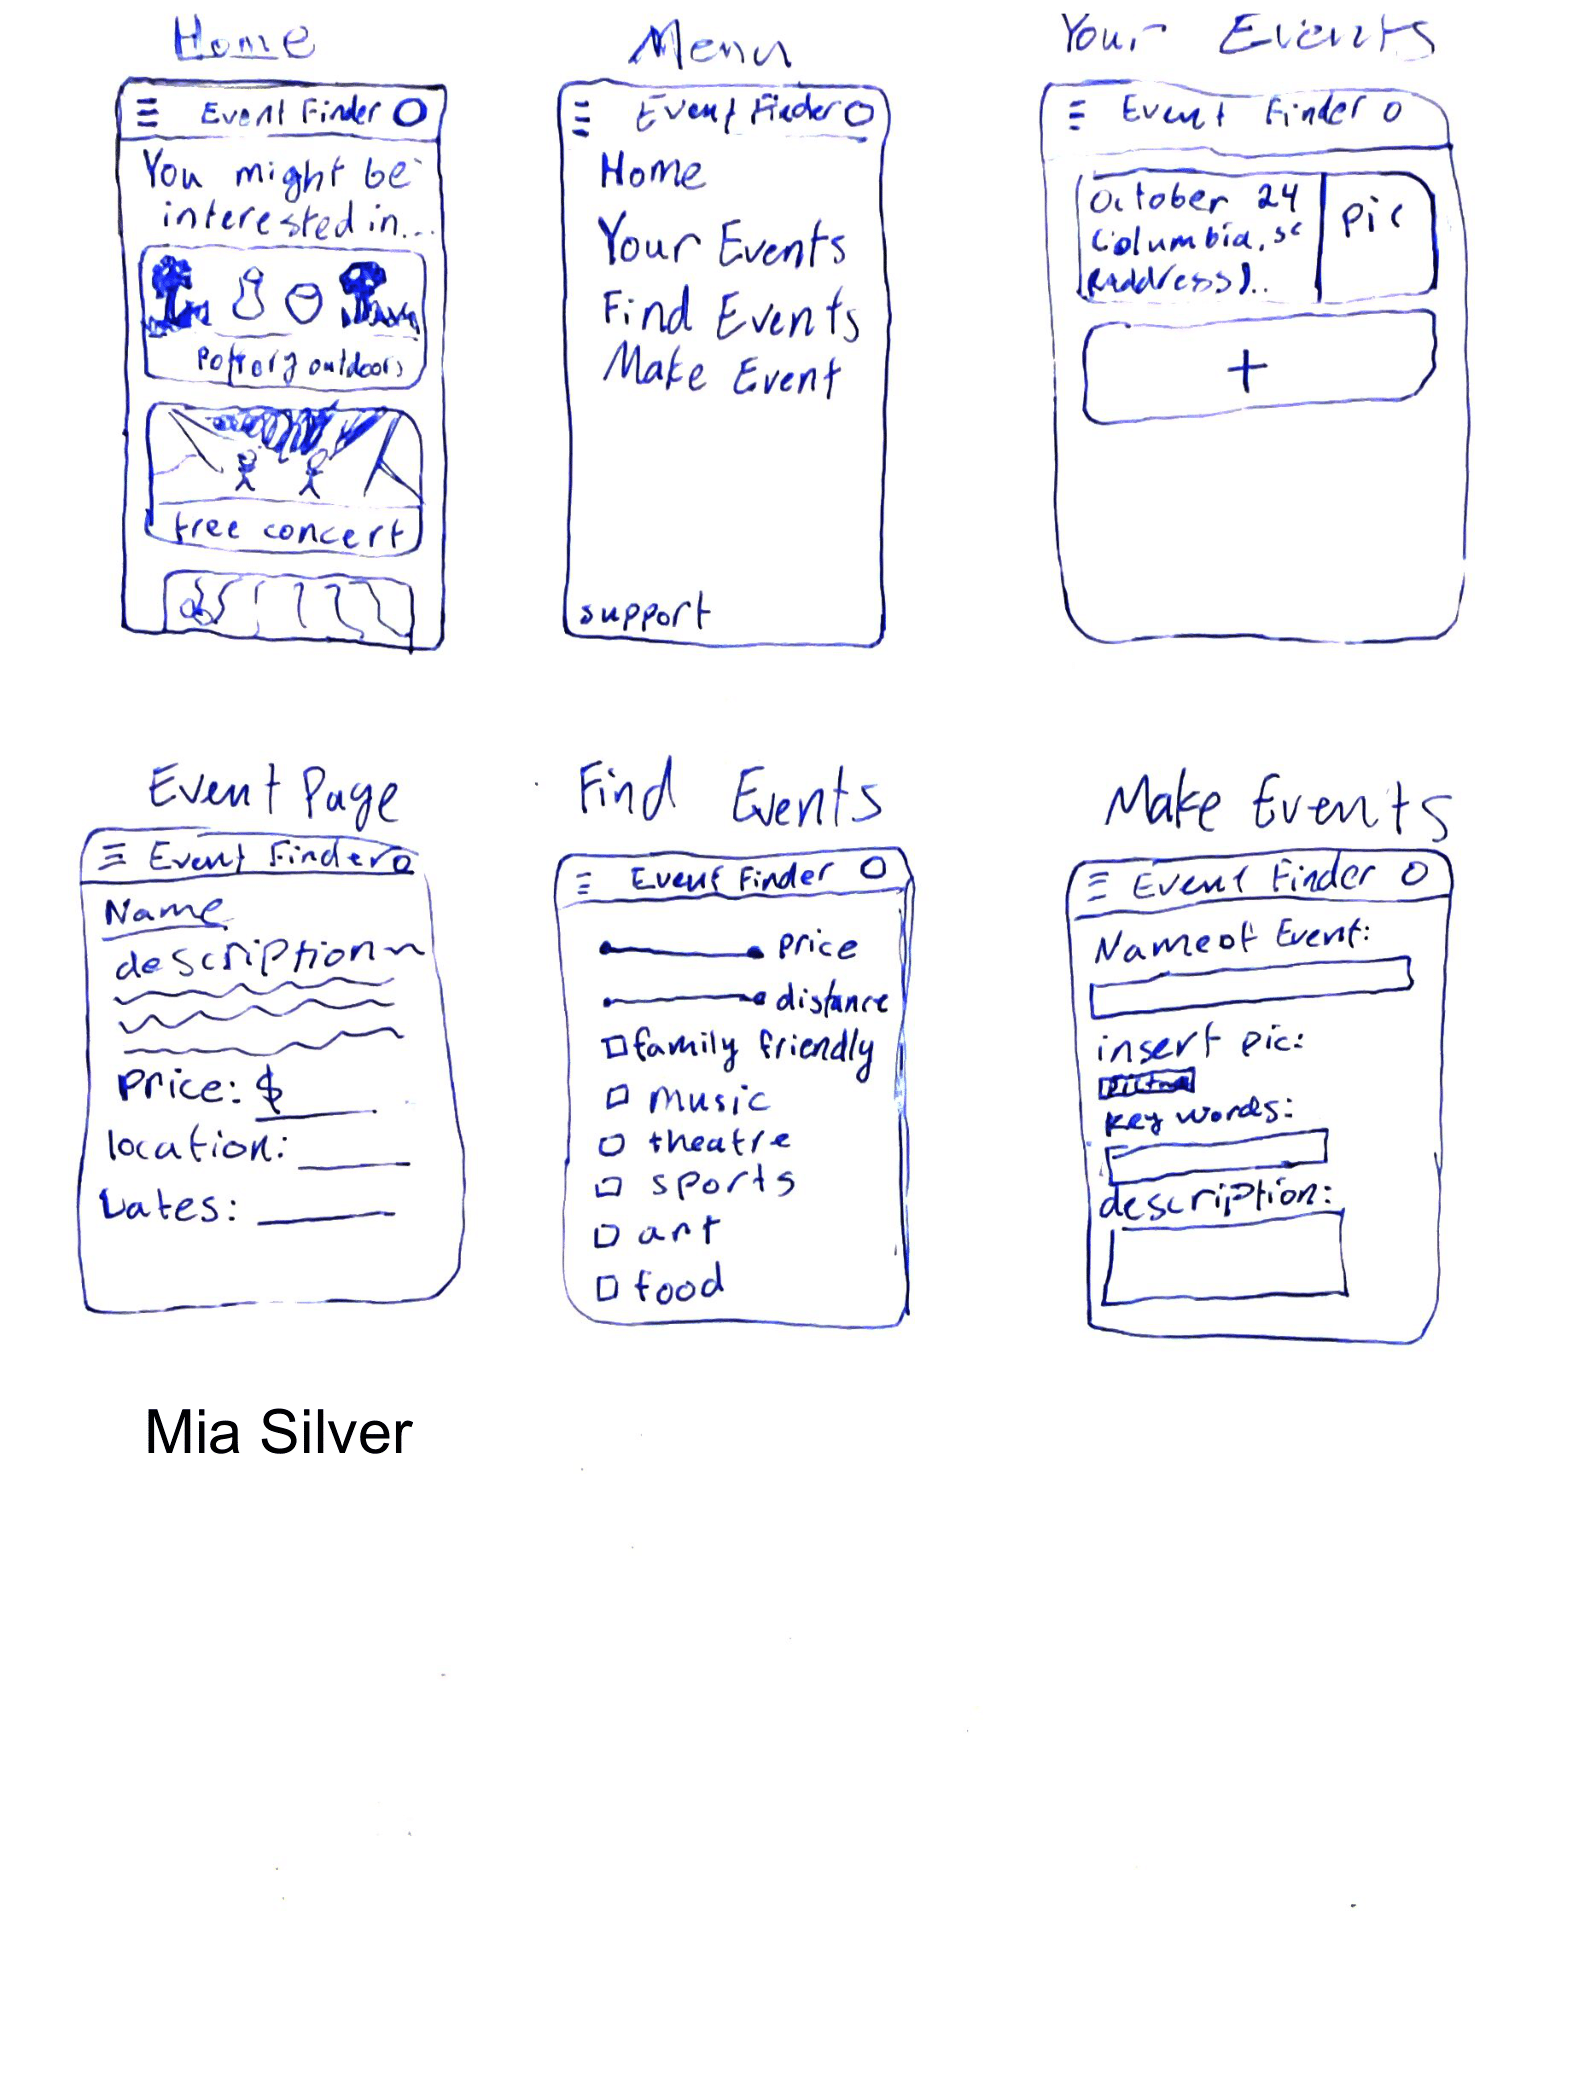 Home
Event Finder
You might be
interested in...
Pottory outdoors
free concert
Menu
Event Finder
Home
Your Events
Find Events
Make Event
support
Your Events
Event Finder
October 24
Columbia, sc
(address)..
pic
+
Event Page
Event Finder
Name
description
Price: $
location:
Dates:
Find Events
Event Finder
price
distance
family friendly
music
theatre
sports
art
food
Make Events
Event Finder
Name of Event:
insert pic:
key words:
description:
Mia Silver